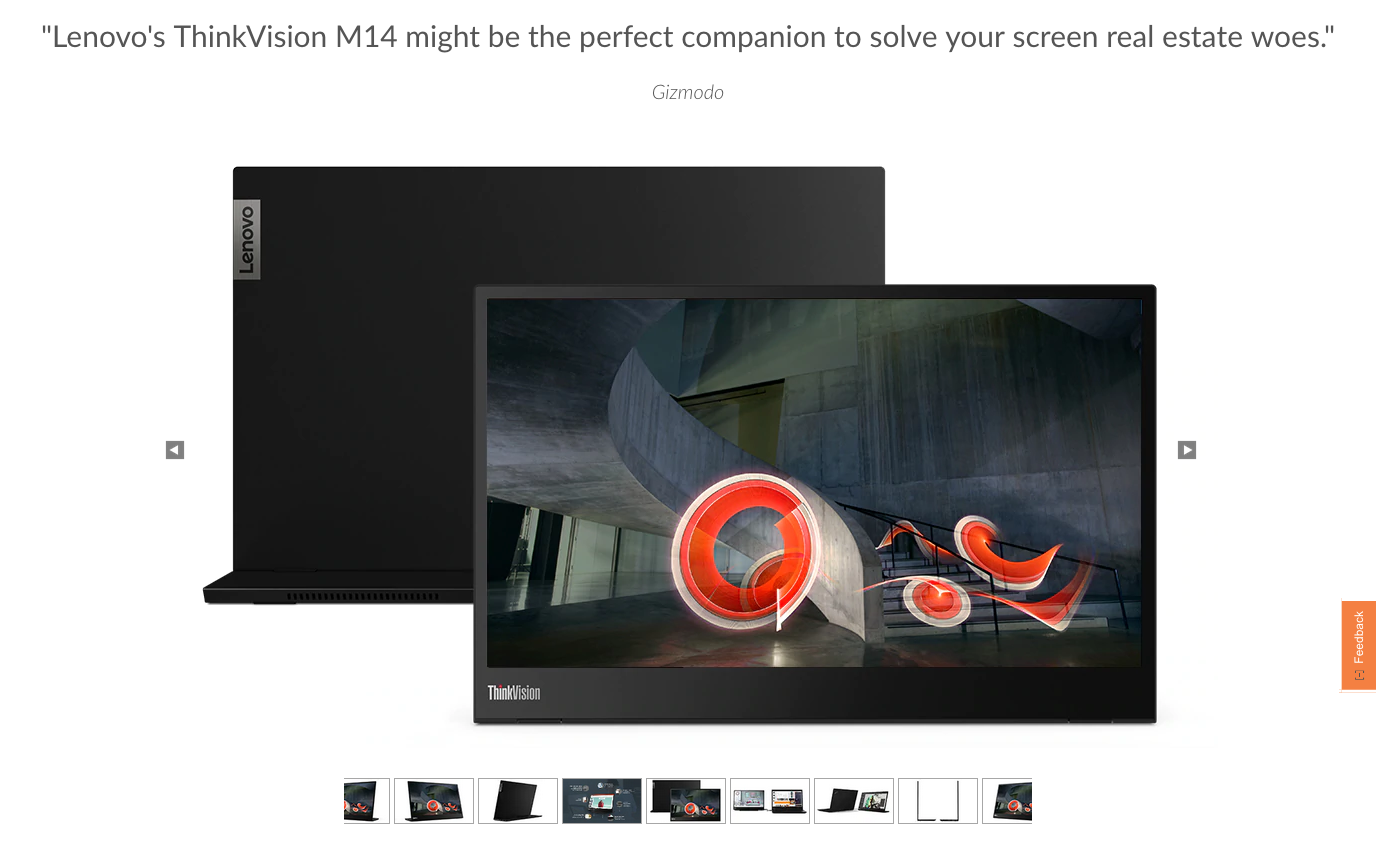 "Lenovo's ThinkVision M14 might be the perfect companion to solve your screen real estate woes."
Gizmodo
Lenovo
ThinkVision
[-] Feedback